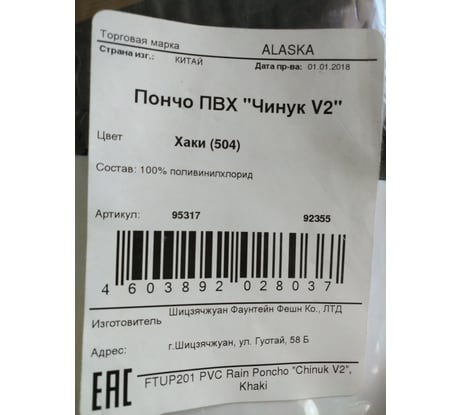 Торговая марка ALASKA
Страна изг.: КИТАЙ Дата пр-ва: 01.01.2018
Пончо ПВХ "Чинук V2"
Цвет Хаки (504)
Состав: 100% поливинилхлорид
Артикул: 95317 92355
4 603892 028037
Изготовитель Шицзячжуан Фаунтейн Фешн Ко., ЛТД
Адрес: г.Шицзяжуан, ул. Гуотай, 58 Б
EAC FTUP201 PVC Rain Poncho "Chinuk V2",
Khaki